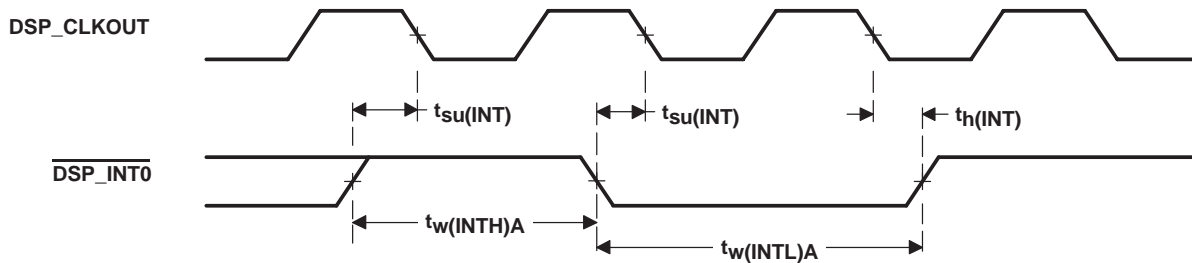 DSP_CLKOUT
tsu(INT)
tsu(INT)
th(INT)
DSP_INT0
tw(INTH)A
tw(INTL)A